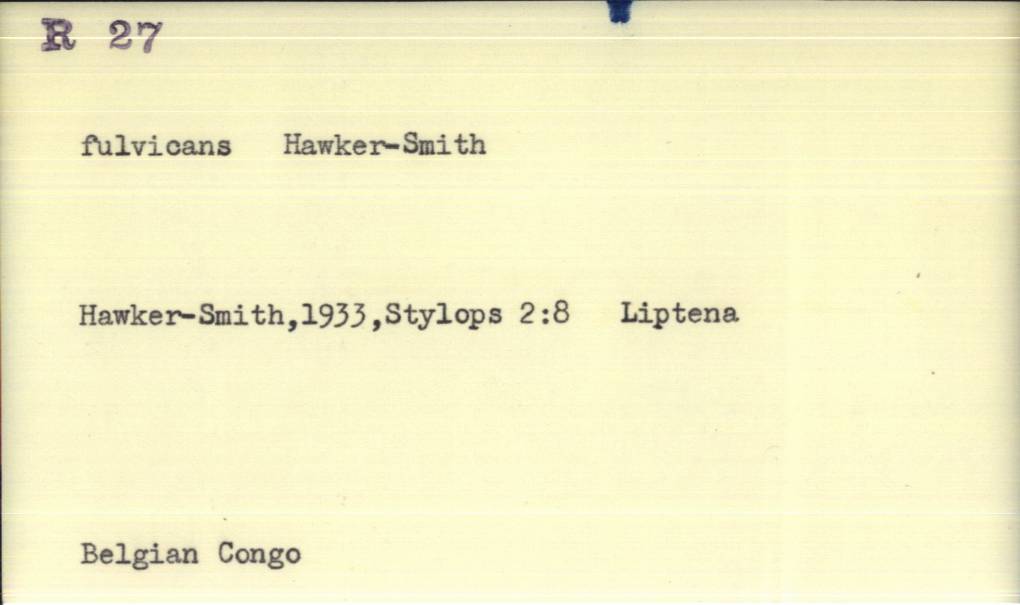 R 27
fulvicans Hawker-Smith
Hawker-Smith,1933,Stylops 2:8 Liptena
Belgian Congo